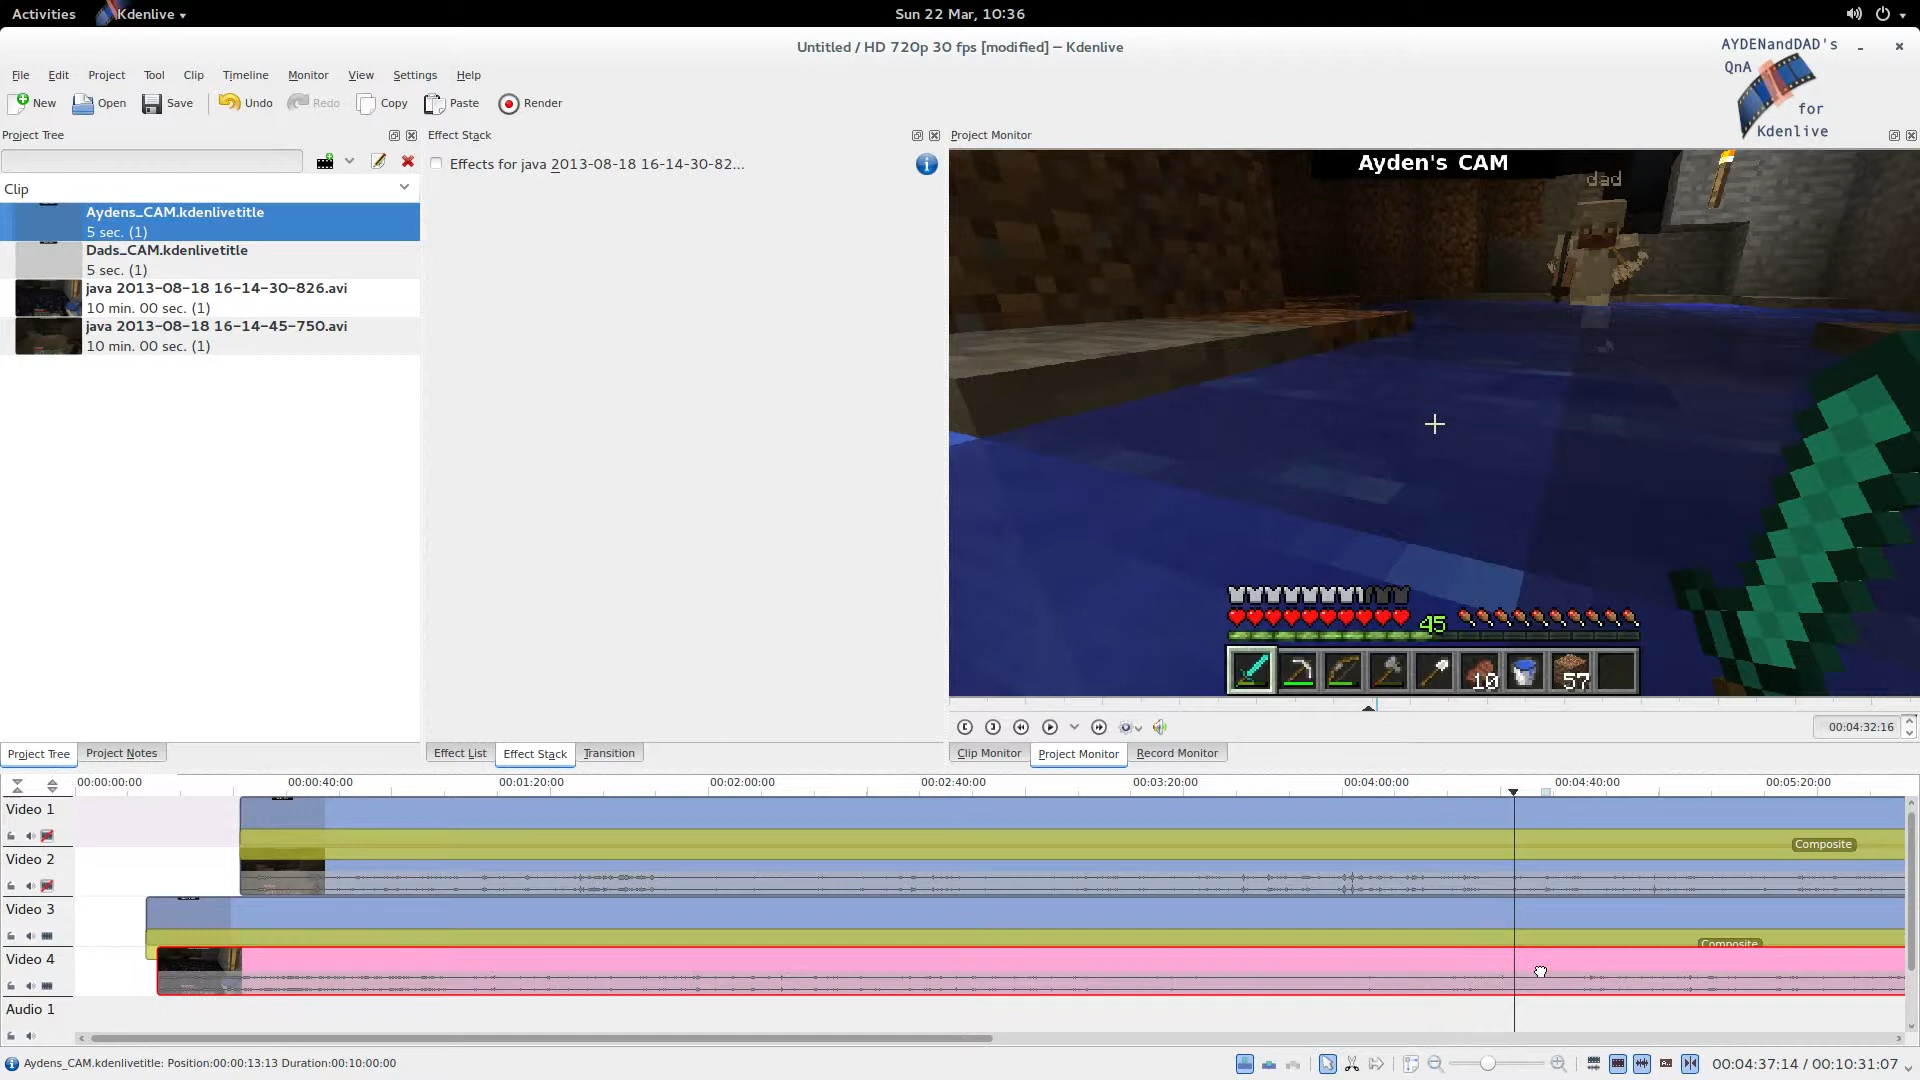 Activities
Kdenlive
Sun 22 Mar, 10:36
Untitled / HD 720p 30 fps [modified] – Kdenlive
AYDENandDAD's
QnA
for
Kdenlive
File Edit Project Tool Clip Timeline Monitor View Settings Help
New Open Save Undo Redo Copy Paste Render
Project Tree
Effect Stack
Project Monitor
Effects for java 2013-08-18 16-14-30-82...
Clip
Aydens_CAM.kdenlivetitle
5 sec. (1)
Dads_CAM.kdenlivetitle
5 sec. (1)
java 2013-08-18 16-14-30-826.avi
10 min. 00 sec. (1)
java 2013-08-18 16-14-45-750.avi
10 min. 00 sec. (1)
Ayden's CAM
dad
45
10
57
00:04:32:16
Project Tree Project Notes
Effect List Effect Stack Transition
Clip Monitor Project Monitor Record Monitor
00:00:00:00 00:00:40:00 00:01:20:00 00:02:00:00 00:02:40:00 00:03:20:00 00:04:00:00 00:04:40:00 00:05:20:00
Video 1
Composite
Video 2
Video 3
Composite
Video 4
Audio 1
Aydens_CAM.kdenlivetitle: Position:00:00:13:13 Duration:00:10:00:00
00:04:37:14 / 00:10:31:07